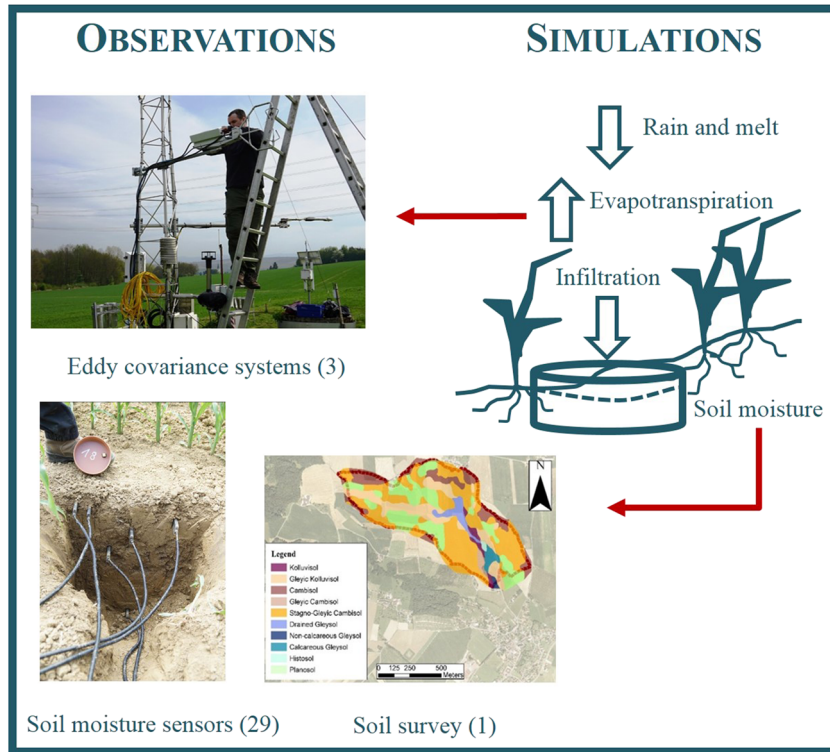 OBSERVATIONS
SIMULATIONS
Rain and melt
Evapotranspiration
Infiltration
Soil moisture
Eddy covariance systems (3)
18
N
Legend
Kolluvisol
Gleyic Kolluvisol
Cambisol
Gleyic Cambisol
Stagno-Gleyic Cambisol
Drained Gleysol
Non-calcareous Gleysol
Calcareous Gleysol
Histosol
Planosol
0 125 250 500
Meters
Soil moisture sensors (29)
Soil survey (1)